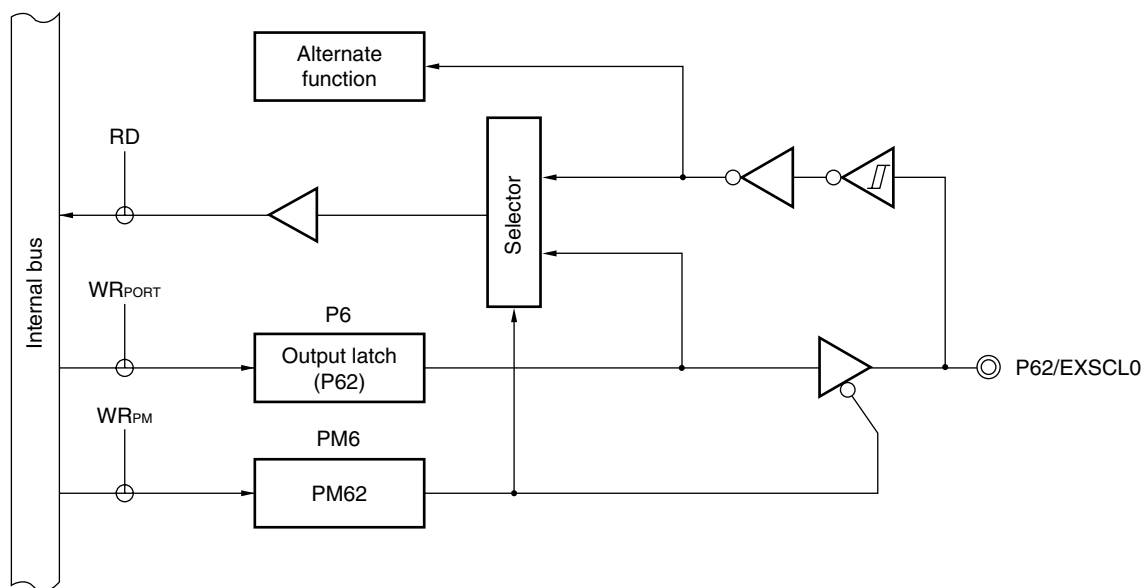 Alternate
function
RD
Selector
Internal bus
WRPORT
P6
Output latch
(P62)
P62/EXSCL0
WRPM
PM6
PM62